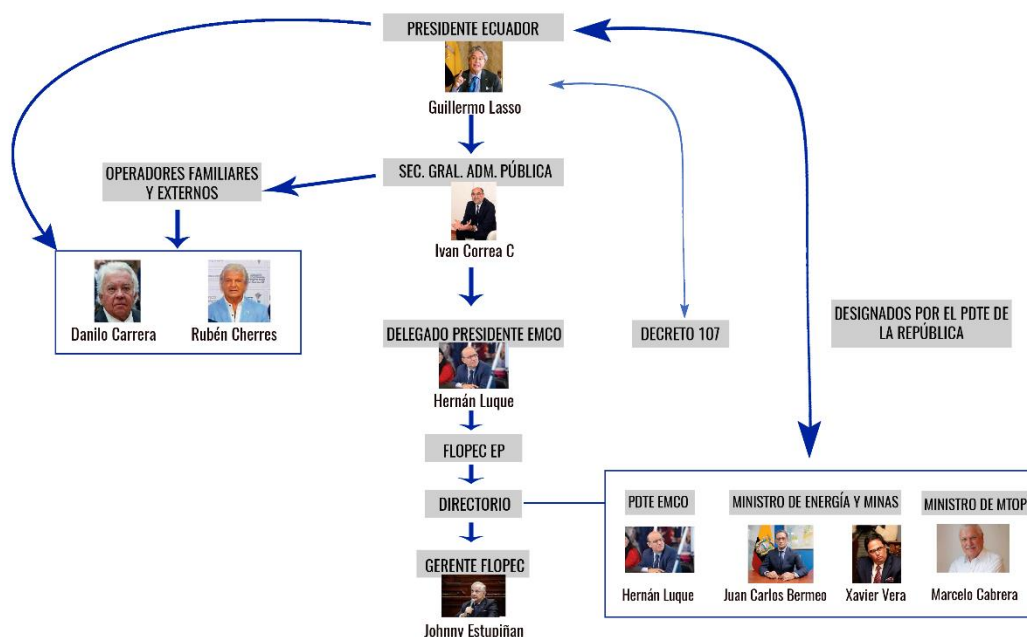 PRESIDENTE ECUADOR
Guillermo Lasso
OPERADORES FAMILIARES
Y EXTERNOS
SEC. GRAL. ADM. PÚBLICA
Ivan Correa C
Danilo Carrera
Rubén Cherres
DELEGADO PRESIDENTE EMCO
Hernán Luque
DECRETO 107
DESIGNADOS POR EL PDTE DE
LA REPÚBLICA
FLOPEC EP
DIRECTORIO
GERENTE FLOPEC
Johnny Estupiñan
PDTE EMCO
Hernán Luque
MINISTRO DE ENERGÍA Y MINAS
Juan Carlos Bermeo
Xavier Vera
MINISTRO DE MTOP
Marcelo Cabrera